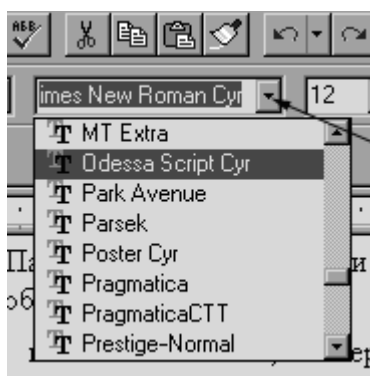 ABC
imes New Roman Cyr 12
MT Extra
Odessa Script Cyr
Park Avenue
Parsek
Poster Cyr
Pragmatica
PragmaticaCTT
Prestige-Normal